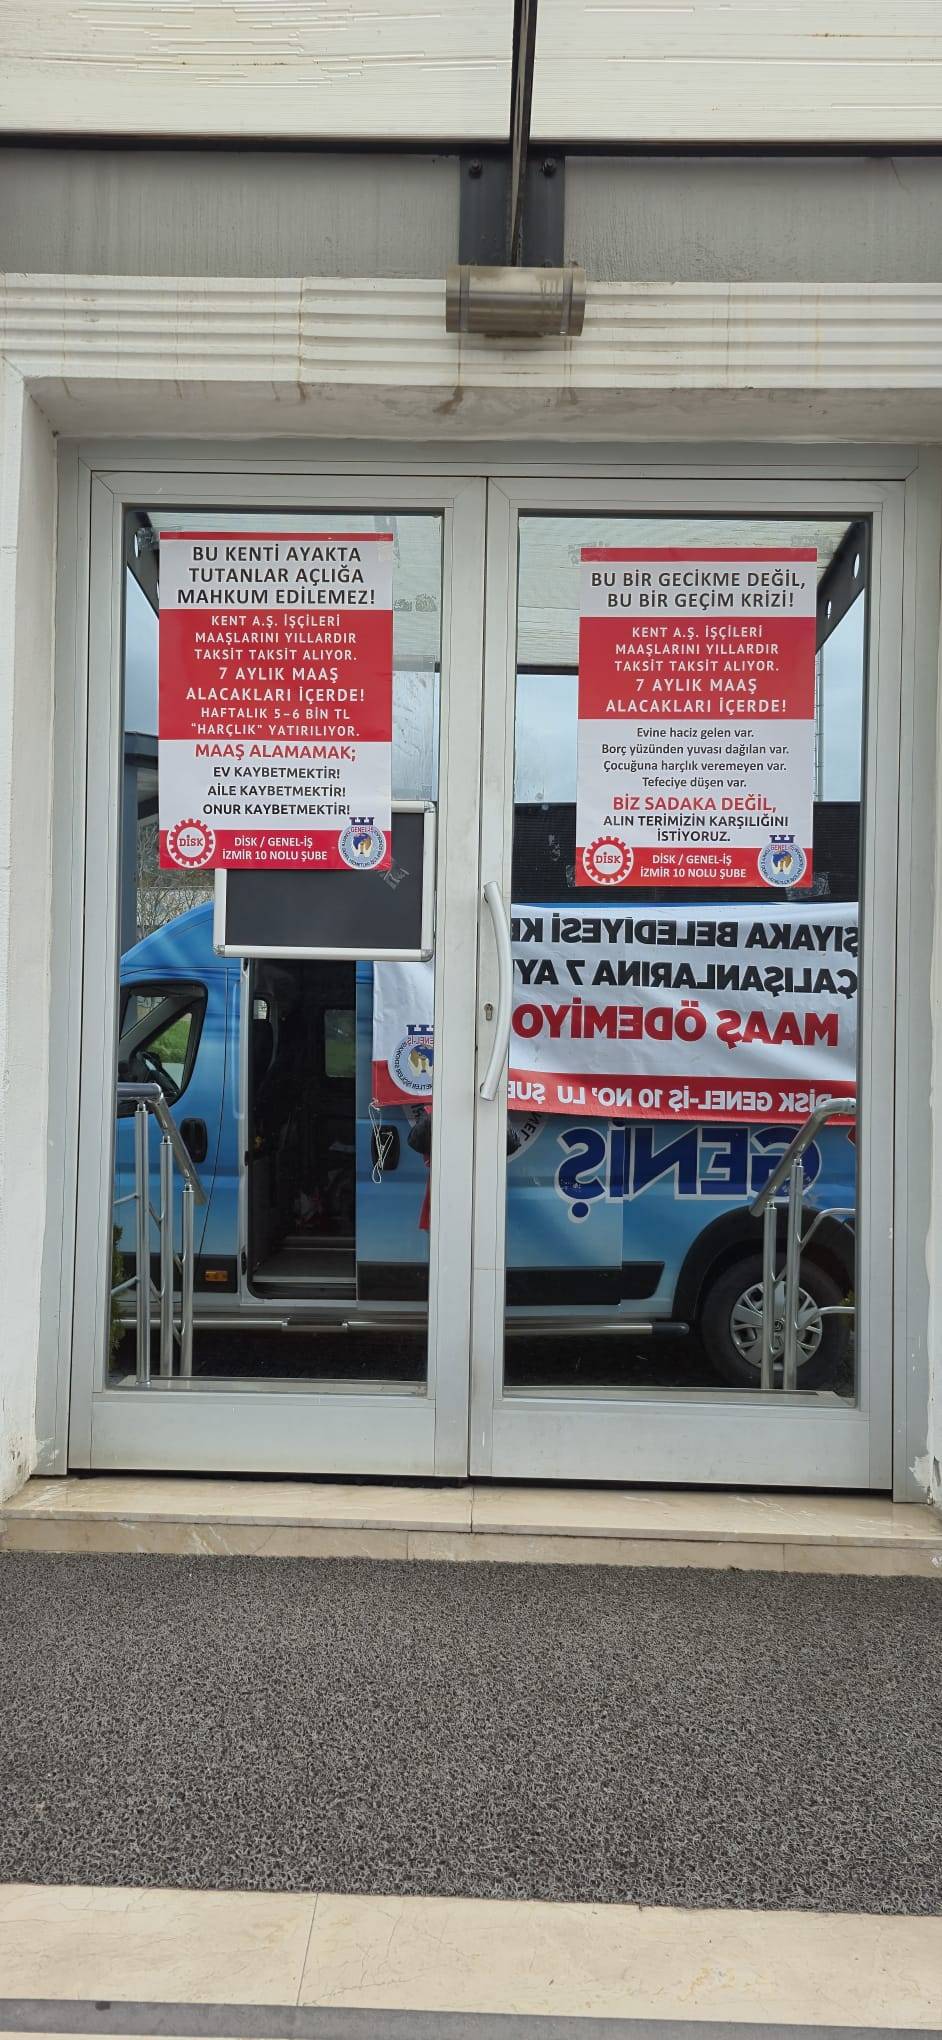 BU KENTİ AYAKTA
TUTANLAR AÇLIĞA
MAHKUM EDİLEMEZ!
KENT A.Ş. İŞÇİLERİ
MAAŞLARINI YILLARDIR
TAKSİT TAKSİT ALIYOR.
7 AYLIK MAAŞ
ALACAKLARI İÇERDE!
HAFTALIK 5-6 BİN TL
"HARÇLIK" YATIRILIYOR.
MAAŞ ALAMAMAK;
EV KAYBETMEKTİR!
AİLE KAYBETMEKTİR!
ONUR KAYBETMEKTİR!
DİSK
DİSK / GENEL-İŞ
İZMİR 10 NOLU ŞUBE
GENEL-İŞ
BU BİR GECİKME DEĞİL,
BU BİR GEÇİM KRİZİ!
KENT A.Ş. İŞÇİLERİ
MAAŞLARINI YILLARDIR
TAKSİT TAKSİT ALIYOR.
7 AYLIK MAAŞ
ALACAKLARI İÇERDE!
Evine haciz gelen var.
Borç yüzünden yuvası dağılan var.
Çocuğuna harçlık veremeyen var.
Tefeciye düşen var.
BİZ SADAKA DEĞİL,
ALIN TERİMİZİN KARŞILIĞINI
İSTİYORUZ.
DİSK
DİSK / GENEL-İŞ
İZMİR 10 NOLU ŞUBE
GENEL-İŞ
ŞIYAKA BELEDİYESİ KE
ÇALIŞANLARINA 7 AY
MAAŞ ÖDEMİYO
DİSK GENEL-İŞ 10 NO'LU ŞUB
GENEL-İŞ
GENİŞ